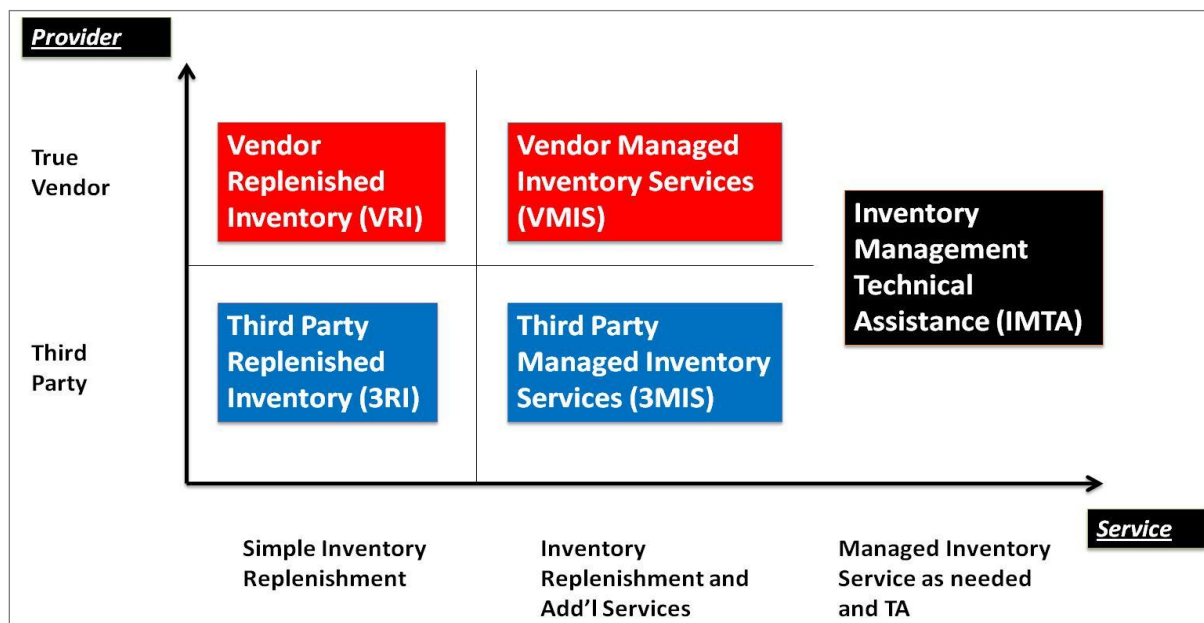 Provider
True
Vendor
Vendor
Replenished
Inventory (VRI)
Vendor Managed
Inventory Services
(VMIS)
Inventory
Management
Technical
Assistance (IMTA)
Third
Party
Third Party
Replenished
Inventory (3RI)
Third Party
Managed Inventory
Services (3MIS)
Service
Simple Inventory
Replenishment
Inventory
Replenishment and
Add’l Services
Managed Inventory
Service as needed
and TA